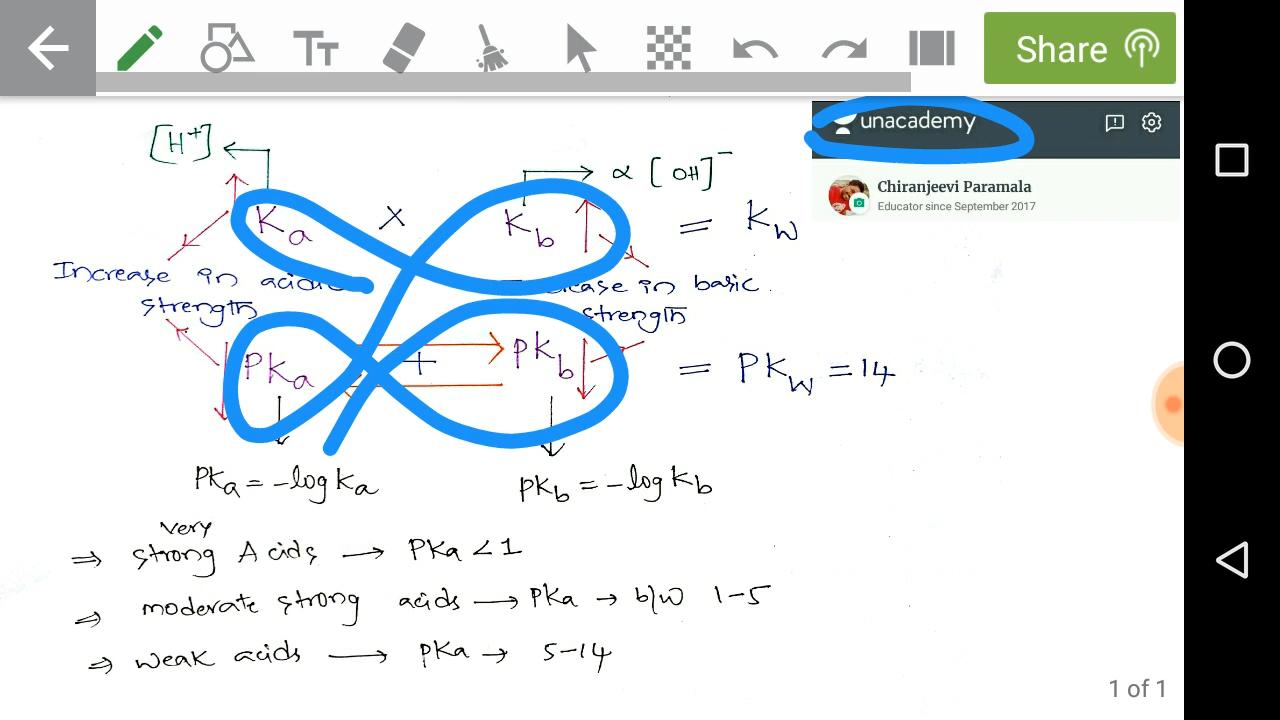 Share
unacademy
Chiranjeevi Paramala
Educator since September 2017
[H+]
α [OH]⁻
Ka × Kb = Kw
Increase in acidic
strength
in basic
strength
PKa + PKb = PKw = 14
PKa = -log Ka
PKb = -log Kb
very
⇒ strong Acids → PKa < 1
⇒ moderate strong acids → PKa → b/w 1-5
⇒ weak acids → PKa → 5-14
1 of 1